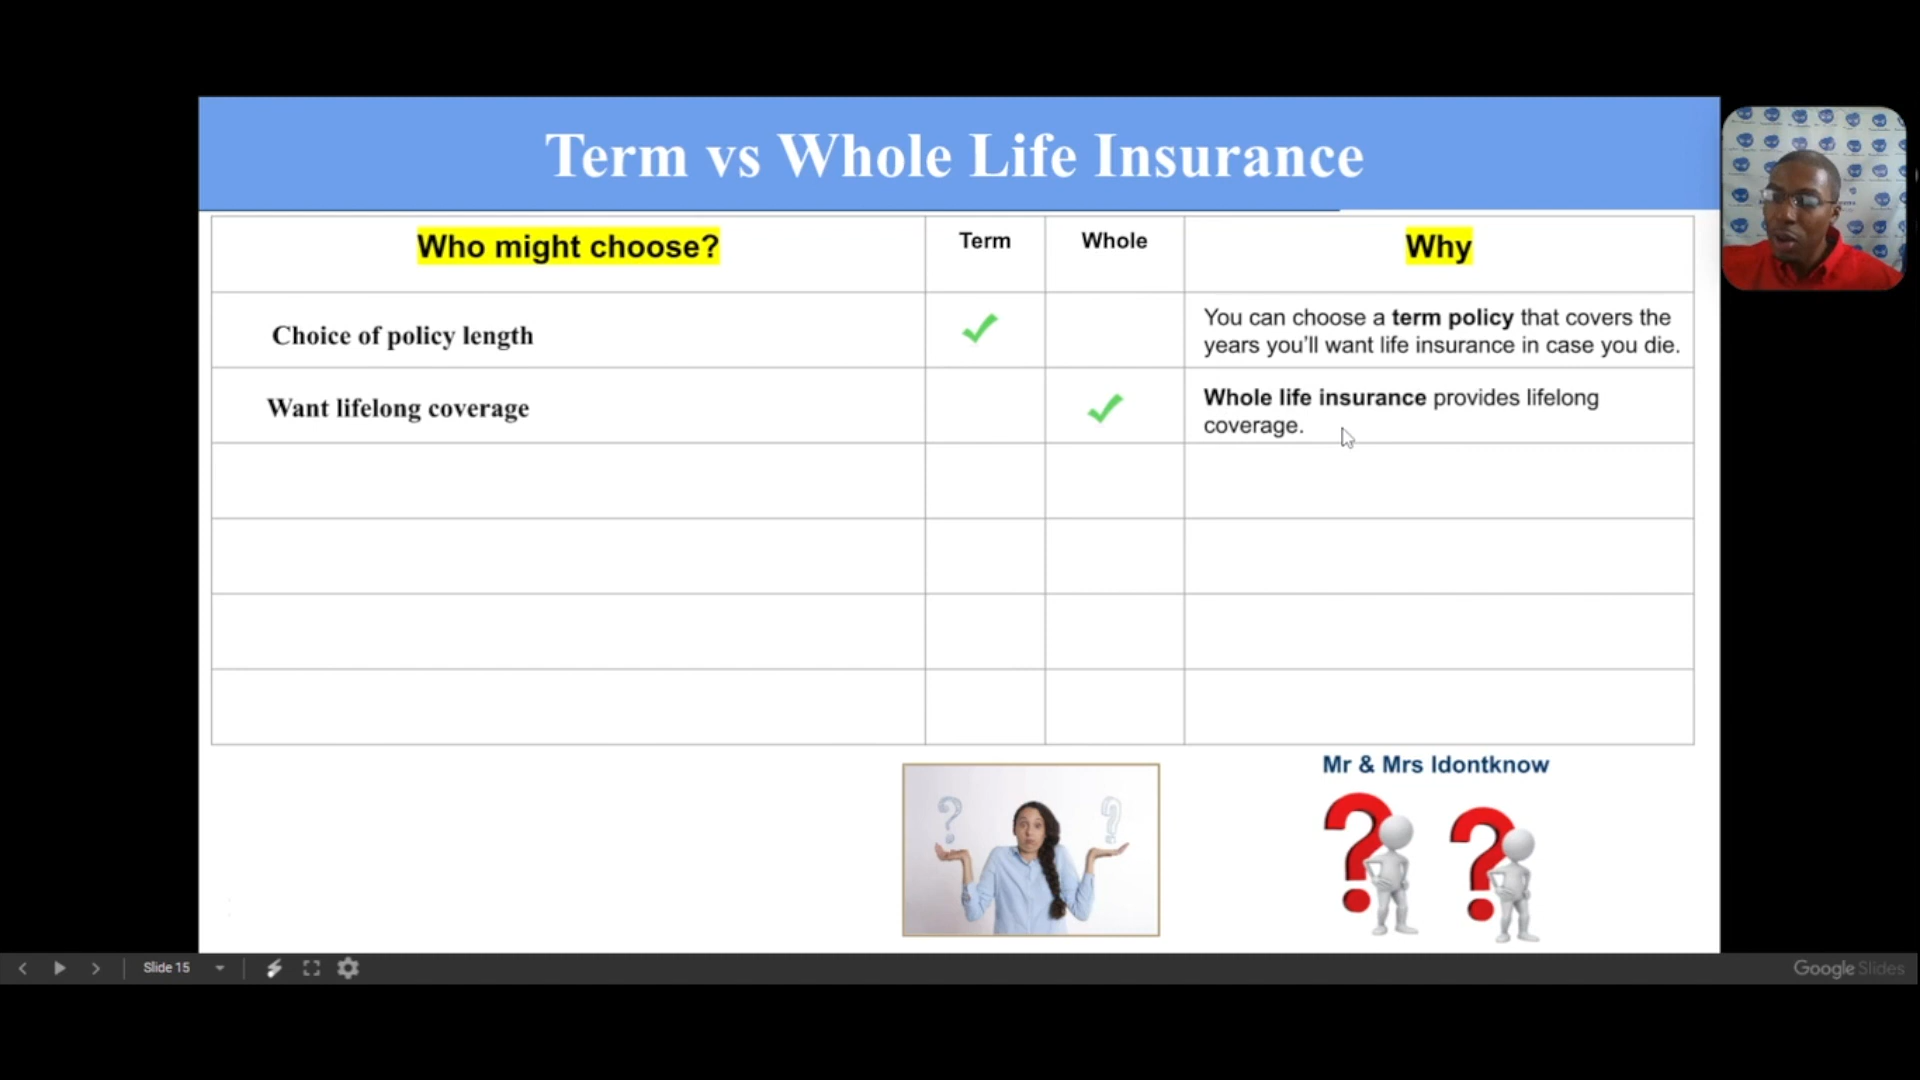 Term vs Whole Life Insurance
Who might choose?
Term
Whole
Why
Choice of policy length
You can choose a term policy that covers the
years you'll want life insurance in case you die.
Want lifelong coverage
Whole life insurance provides lifelong
coverage.
? ?
Mr & Mrs Idontknow
? ?
Slide 15
Google Slides